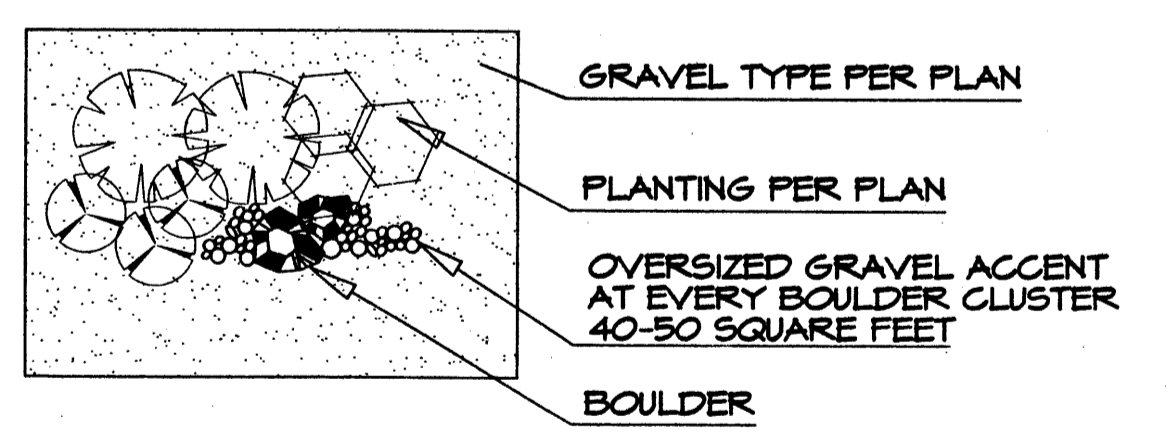 GRAVEL TYPE PER PLAN
PLANTING PER PLAN
OVERSIZED GRAVEL ACCENT
AT EVERY BOULDER CLUSTER
40-50 SQUARE FEET
BOULDER